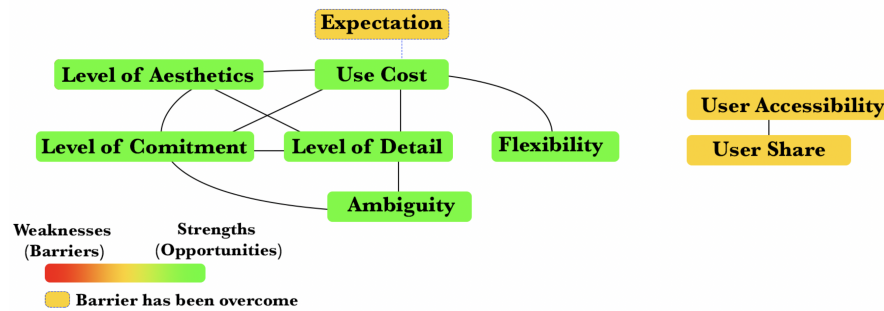 Expectation
Level of Aesthetics
Use Cost
User Accessibility
Level of Comitment
Level of Detail
Flexibility
User Share
Ambiguity
Weaknesses
(Barriers)
Strengths
(Opportunities)
Barrier has been overcome